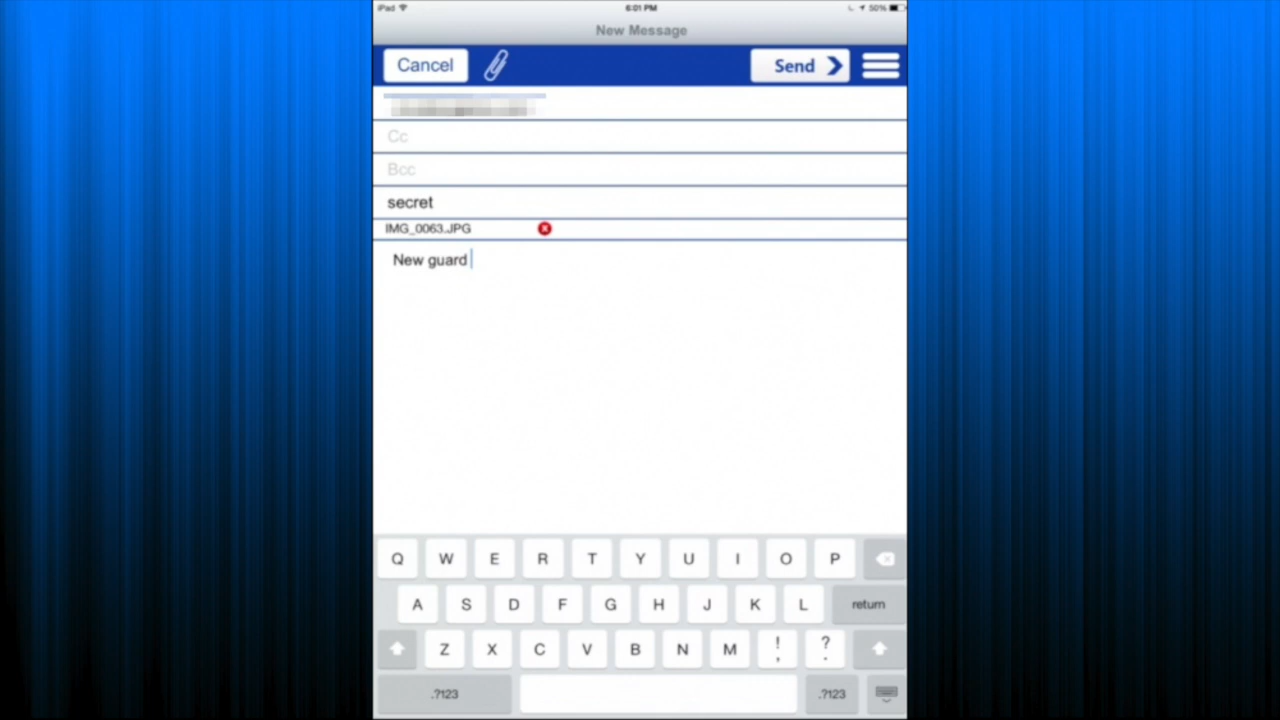 iPad 6:01 PM 50%
New Message
Cancel Send
Cc
Bcc
secret
IMG_0063.JPG
New guard
Q W E R T Y U I O P
A S D F G H J K L return
Z X C V B N M ! , ? .
.?123 .?123